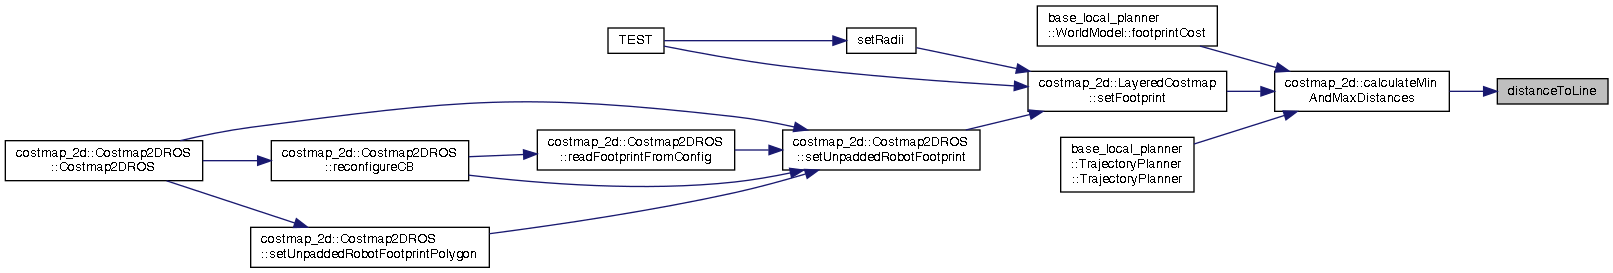 base_local_planner
::WorldModel::footprintCost
TEST
setRadii
costmap_2d::LayeredCostmap
::setFootprint
costmap_2d::calculateMin
AndMaxDistances
distanceToLine
costmap_2d::Costmap2DROS
::Costmap2DROS
costmap_2d::Costmap2DROS
::reconfigureCB
costmap_2d::Costmap2DROS
::readFootprintFromConfig
costmap_2d::Costmap2DROS
::setUnpaddedRobotFootprint
base_local_planner
::TrajectoryPlanner
::TrajectoryPlanner
costmap_2d::Costmap2DROS
::setUnpaddedRobotFootprintPolygon